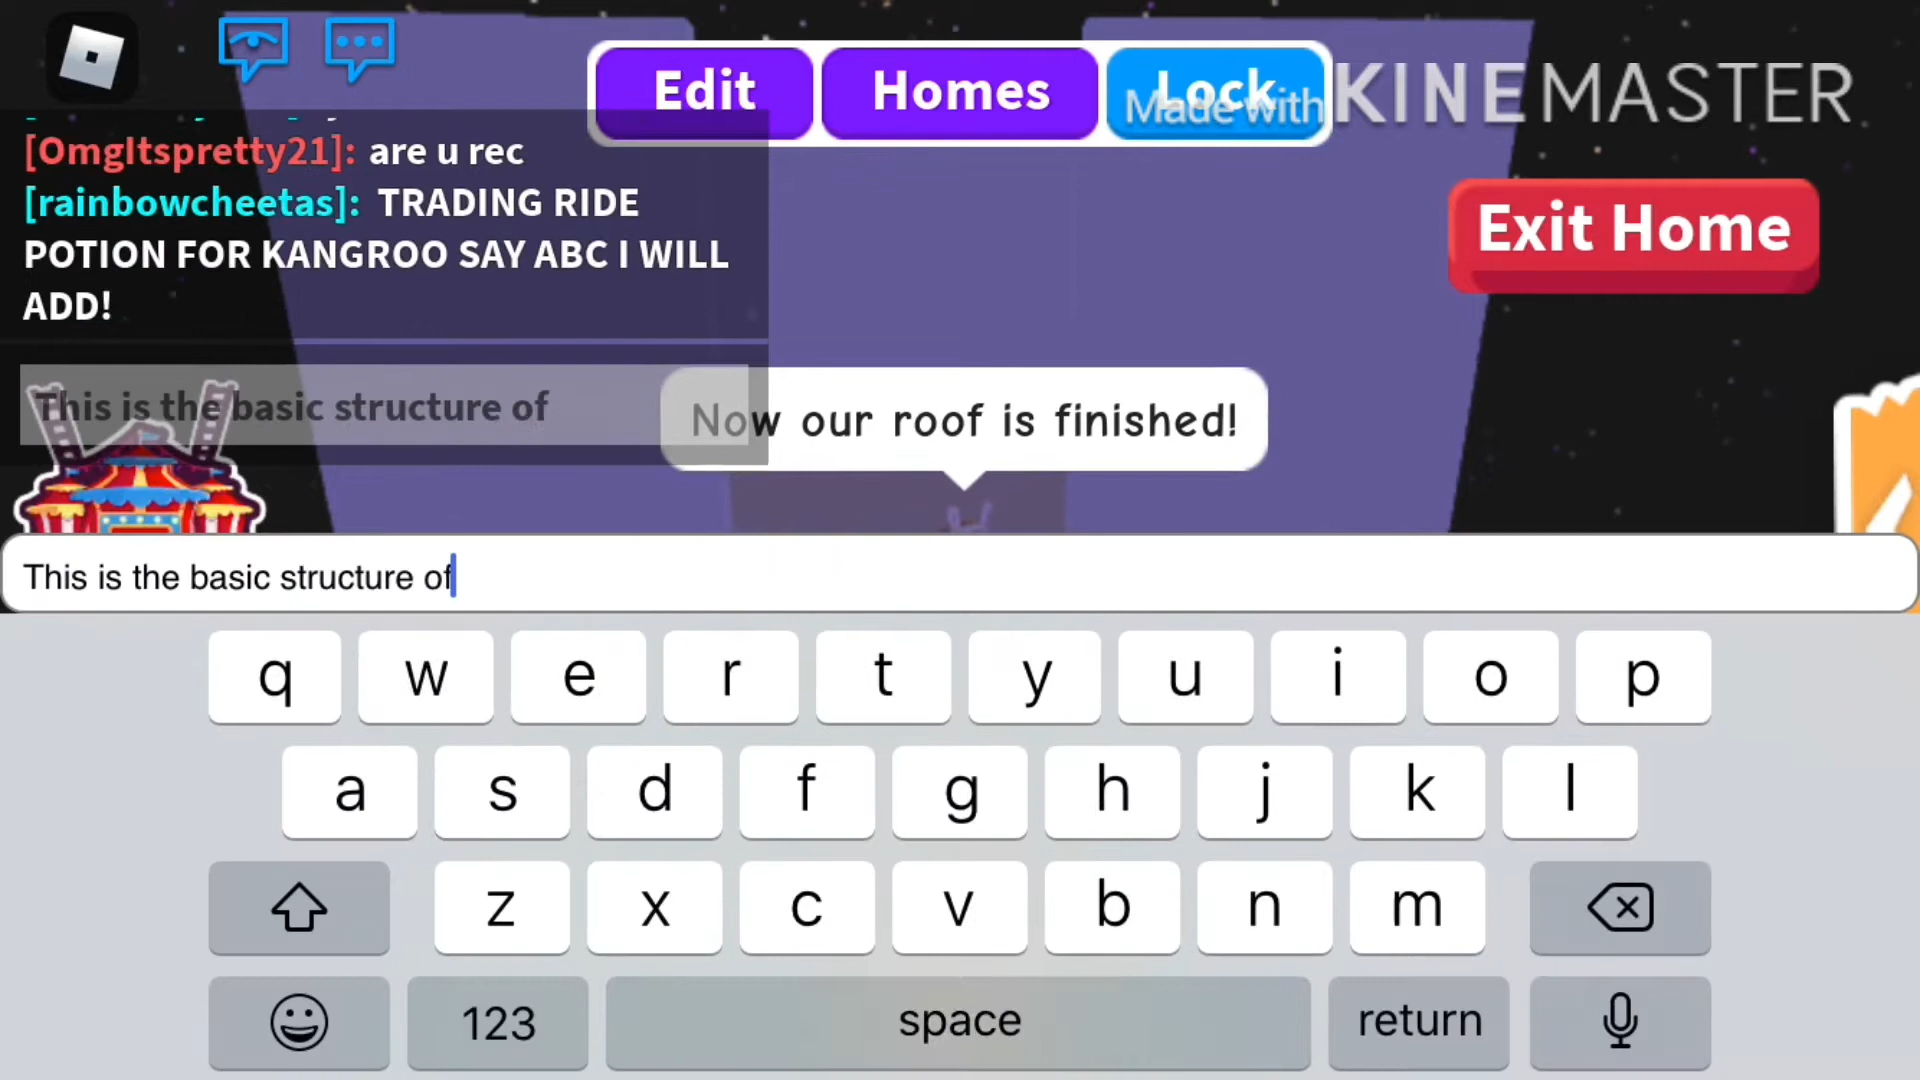 Edit Homes Lock
Made with KINEMASTER
[OmgItspretty21]: are u rec
[rainbowcheetas]: TRADING RIDE
POTION FOR KANGROO SAY ABC I WILL
ADD!
Exit Home
This is the basic structure of
Now our roof is finished!
This is the basic structure of
q w e r t y u i o p
a s d f g h j k l
z x c v b n m
123 space return